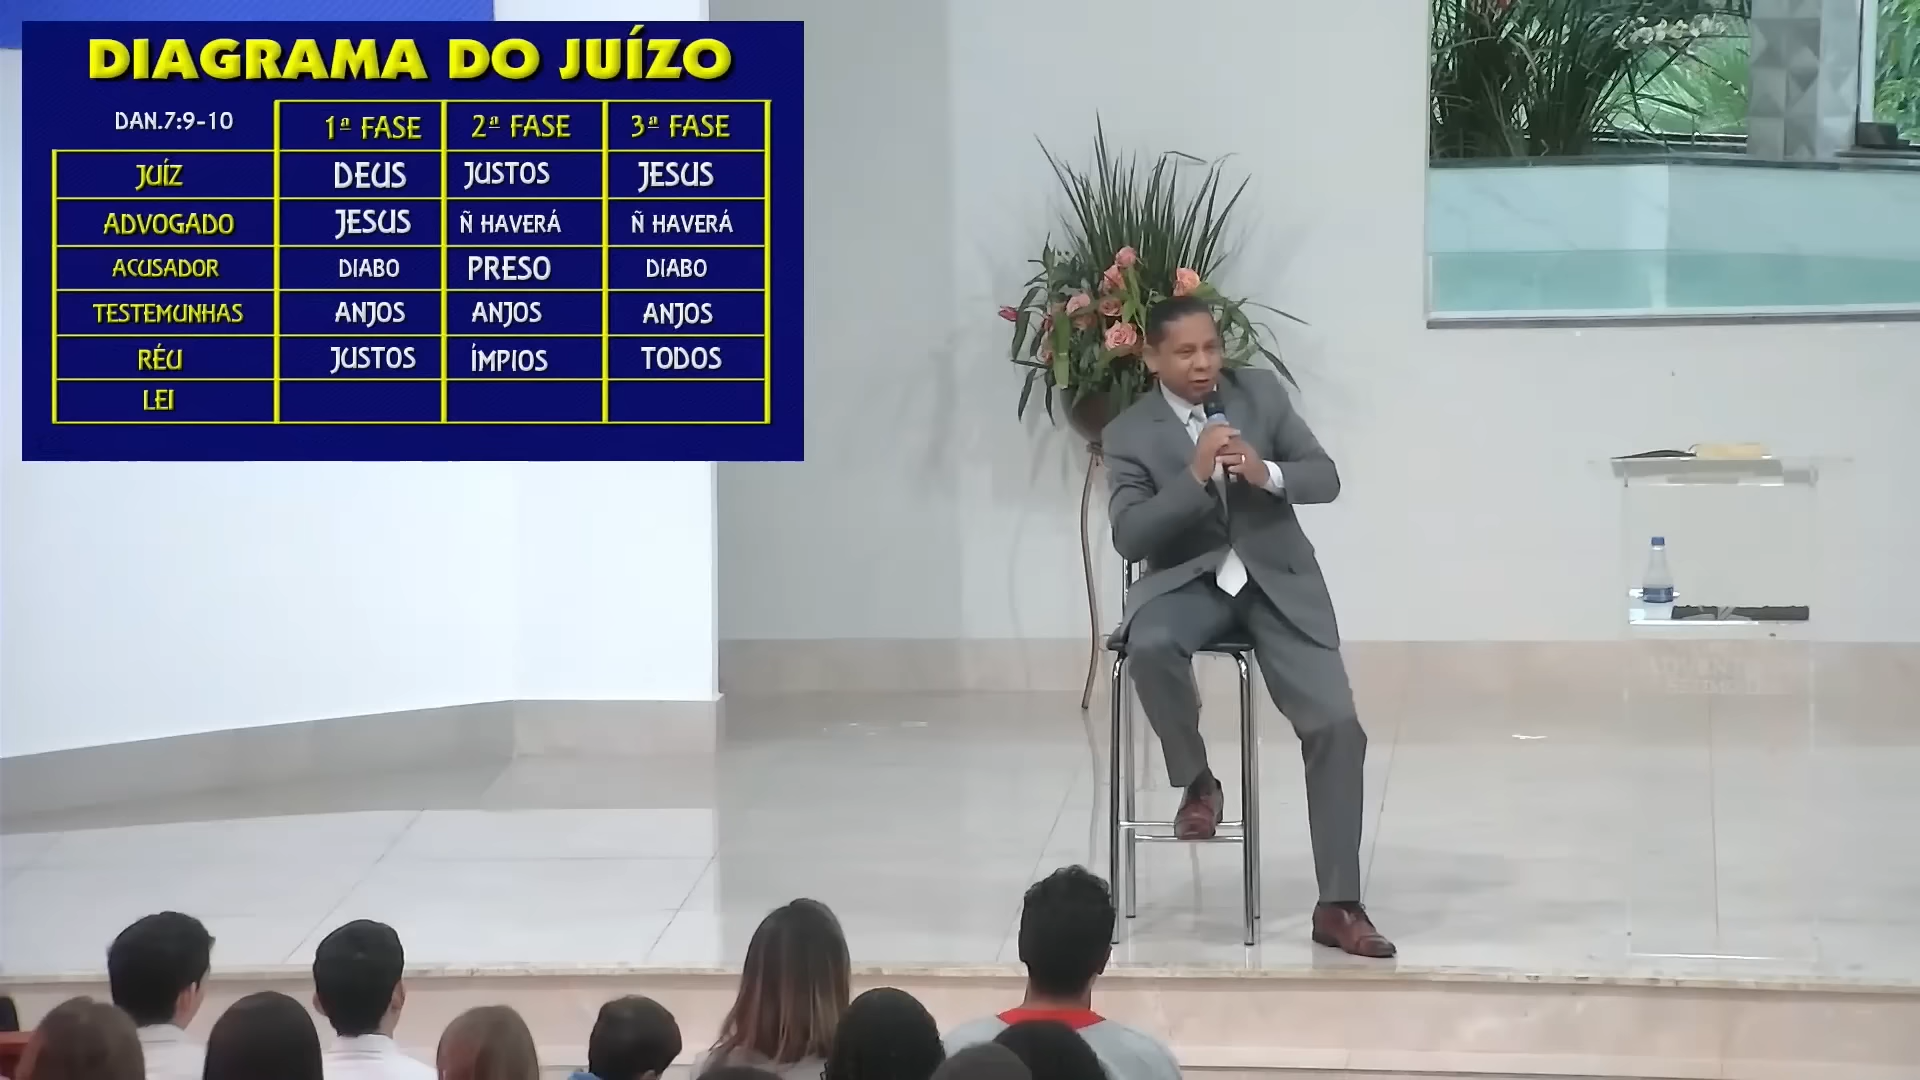 DIAGRAMA DO JUÍZO
DAN.7:9-10 1ª FASE 2ª FASE 3ª FASE
JUÍZ DEUS JUSTOS JESUS
ADVOGADO JESUS Ñ HAVERÁ Ñ HAVERÁ
ACUSADOR DIABO PRESO DIABO
TESTEMUNHAS ANJOS ANJOS ANJOS
RÉU JUSTOS ÍMPIOS TODOS
LEI